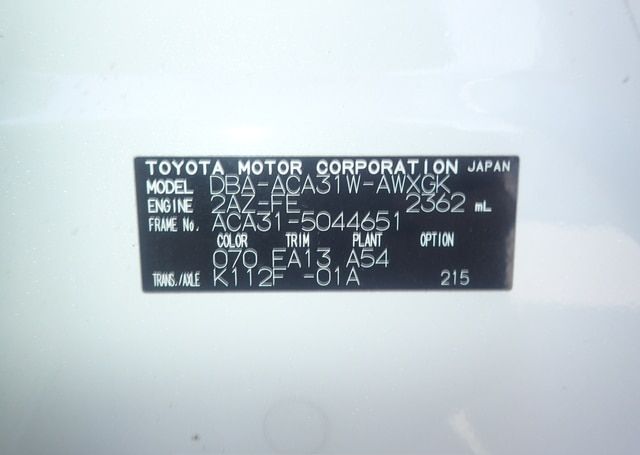 TOYOTA MOTOR CORPORATION JAPAN
MODEL DBA-ACA31W-AWXGK
ENGINE 2AZ-FE 2362 mL
FRAME No. ACA31-5044651
COLOR TRIM PLANT OPTION
070 FA13 A54
TRANS./AXLE K112F -01A 215